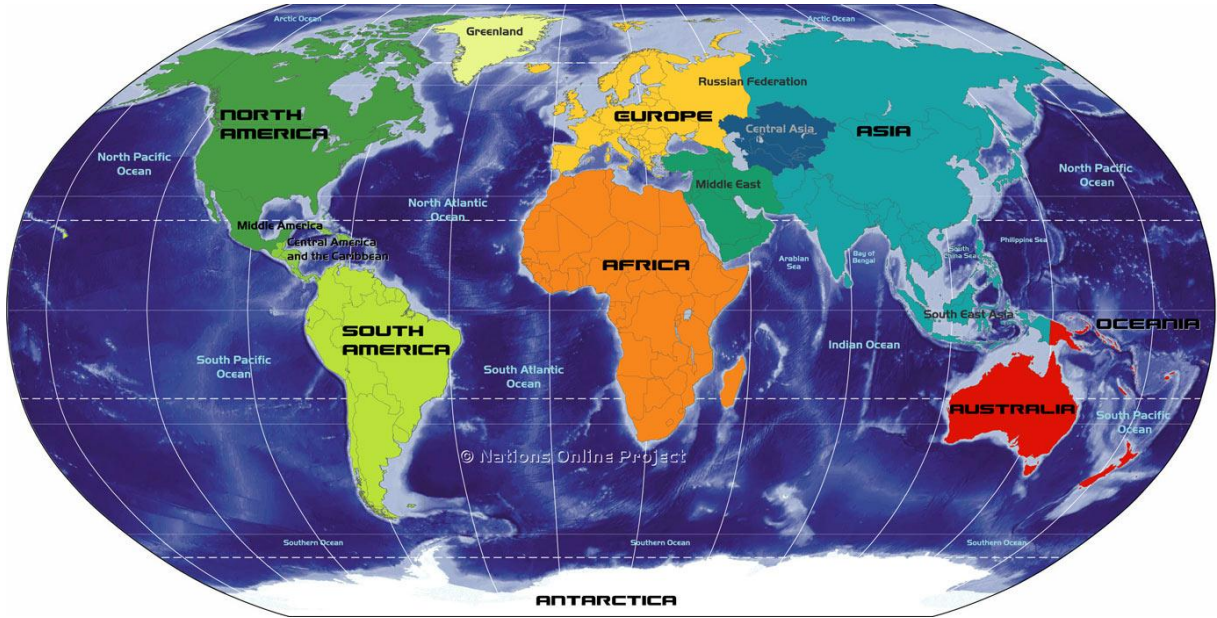 Arctic Ocean
Arctic Ocean
Greenland
Russian Federation
NORTH
AMERICA
EUROPE
Central Asia
ASIA
North Pacific
Ocean
North Pacific
Ocean
Middle East
North Atlantic
Ocean
Middle America
Central America
and the Caribbean
Philippine Sea
South
China Sea
Arabian
Sea
Bay of
Bengal
AFRICA
South East Asia
OCEANIA
SOUTH
AMERICA
Indian Ocean
South Pacific
Ocean
South Atlantic
Ocean
AUSTRALIA
South Pacific
Ocean
© Nations Online Project
Southern Ocean
Southern Ocean
Southern Ocean
ANTARCTICA